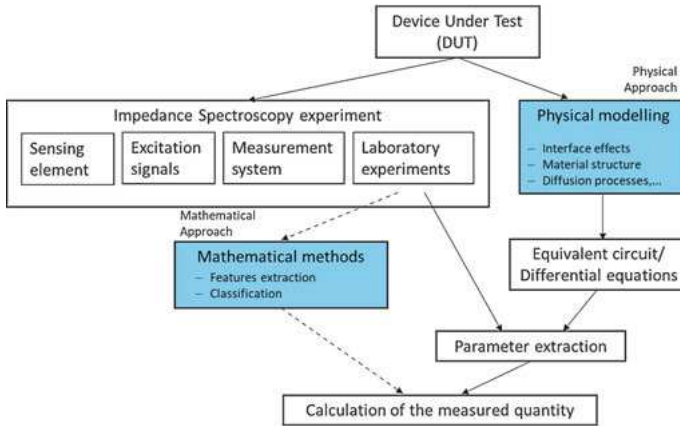 Device Under Test
(DUT)
Physical
Approach
Impedance Spectroscopy experiment
Sensing
element
Excitation
signals
Measurement
system
Laboratory
experiments
Physical modelling
– Interface effects
– Material structure
– Diffusion processes,...
Mathematical
Approach
Mathematical methods
– Features extraction
– Classification
Equivalent circuit/
Differential equations
Parameter extraction
Calculation of the measured quantity